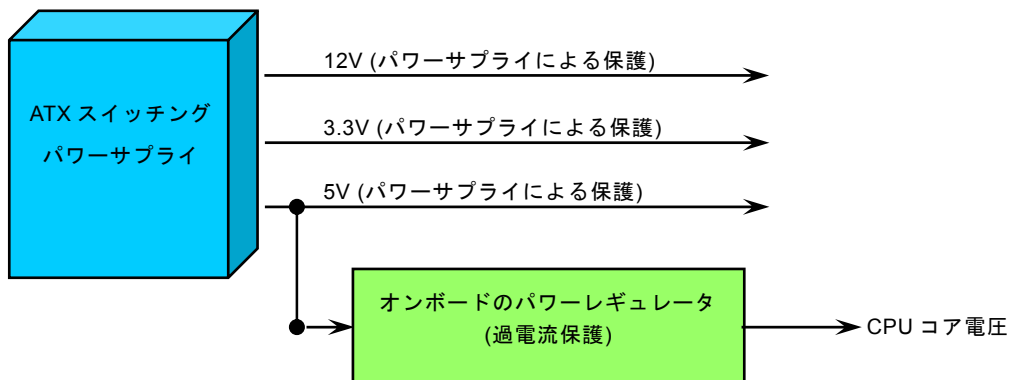 12V (パワーサプライによる保護)
ATX スイッチング
パワーサプライ
3.3V (パワーサプライによる保護)
5V (パワーサプライによる保護)
オンボードのパワーレギュレータ
(過電流保護)
CPU コア電圧